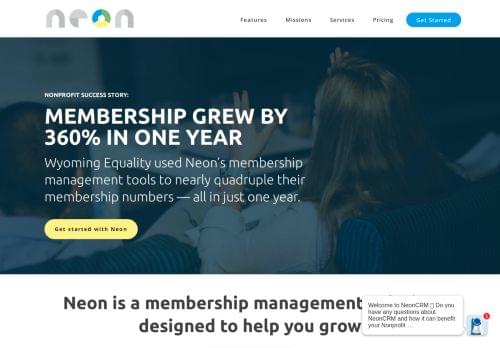 neon
Features Missions Services Pricing Get Started
NONPROFIT SUCCESS STORY:
MEMBERSHIP GREW BY
360% IN ONE YEAR
Wyoming Equality used Neon's membership
management tools to nearly quadruple their
membership numbers — all in just one year.
Get started with Neon
Neon is a membership management
designed to help you grow
Welcome to NeonCRM ▯ Do you
have any questions about
NeonCRM and how it can benefit
your Nonprofit ...
1